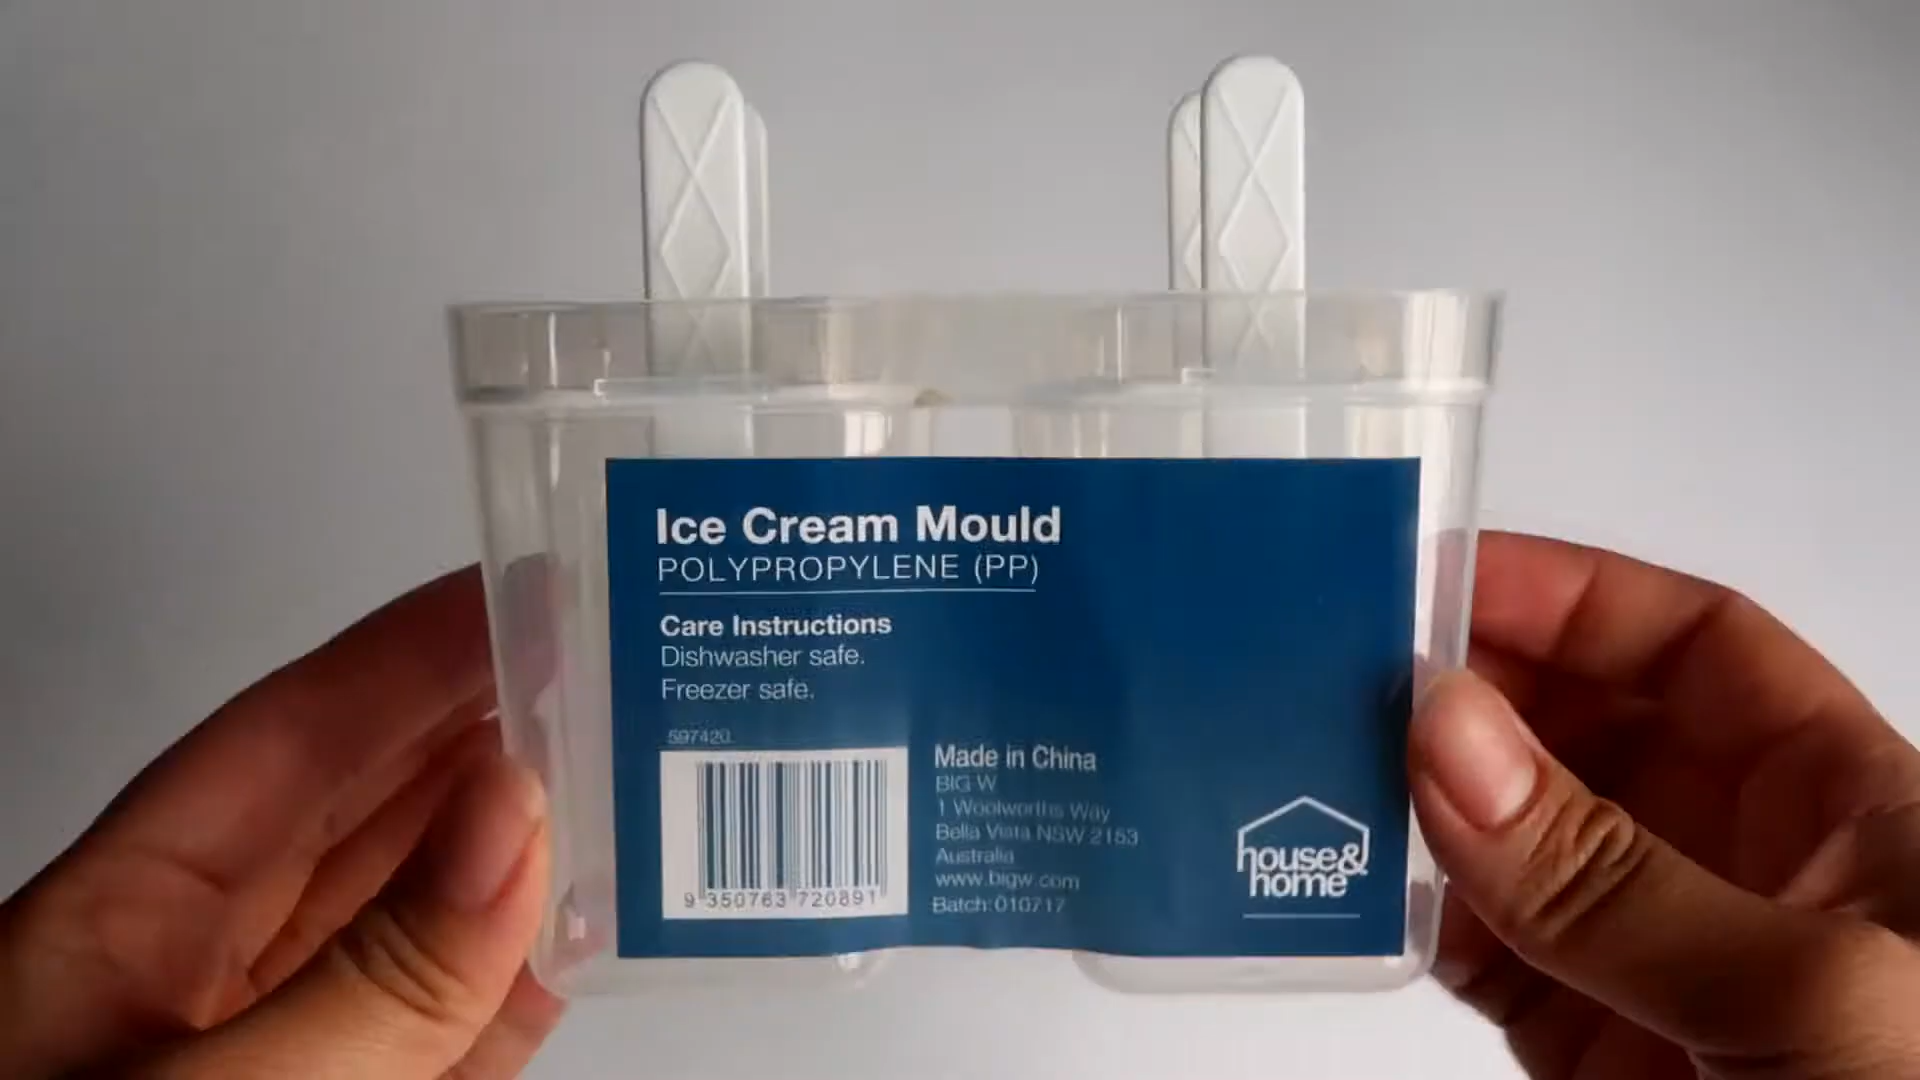 Ice Cream Mould
POLYPROPYLENE (PP)
Care Instructions
Dishwasher safe.
Freezer safe.
597420
9 350763 720891
Made in China
BIG W
1 Woolworths Way
Bella Vista NSW 2153
Australia
www.bigw.com
Batch: 010717
house&
home